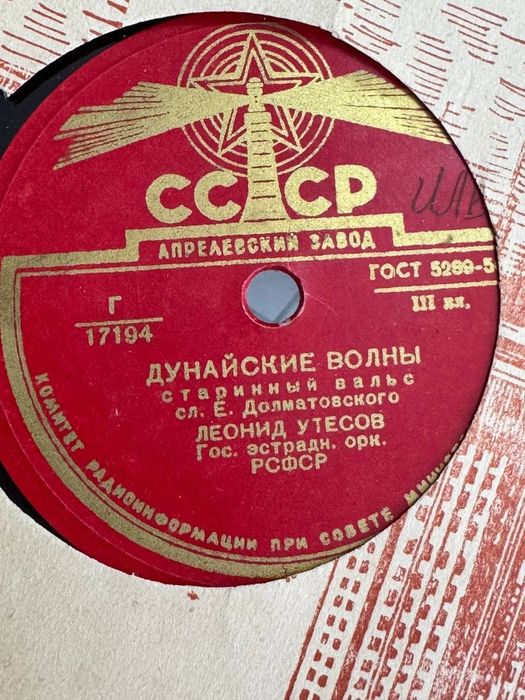 СССР
АПРЕЛЕВСКИЙ ЗАВОД
ГОСТ 5289-5
Г
17194
III кл.
ДУНАЙСКИЕ ВОЛНЫ
старинный вальс
сл. Е. Долматовского
ЛЕОНИД УТЕСОВ
Гос. эстрадн. орк.
РСФСР
КОМИТЕТ РАДИОИНФОРМАЦИИ ПРИ СОВЕТЕ